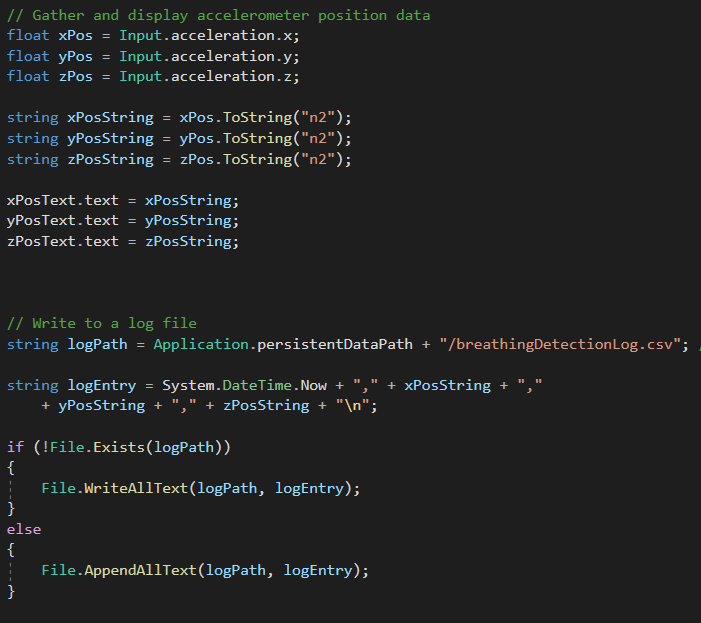 // Gather and display accelerometer position data
float xPos = Input.acceleration.x;
float yPos = Input.acceleration.y;
float zPos = Input.acceleration.z;
string xPosString = xPos.ToString("n2");
string yPosString = yPos.ToString("n2");
string zPosString = zPos.ToString("n2");
xPosText.text = xPosString;
yPosText.text = yPosString;
zPosText.text = zPosString;
// Write to a log file
string logPath = Application.persistentDataPath + "/breathingDetectionLog.csv"; /
string logEntry = System.DateTime.Now + "," + xPosString + ","
    + yPosString + "," + zPosString + "\n";
if (!File.Exists(logPath))
{
    File.WriteAllText(logPath, logEntry);
}
else
{
    File.AppendAllText(logPath, logEntry);
}